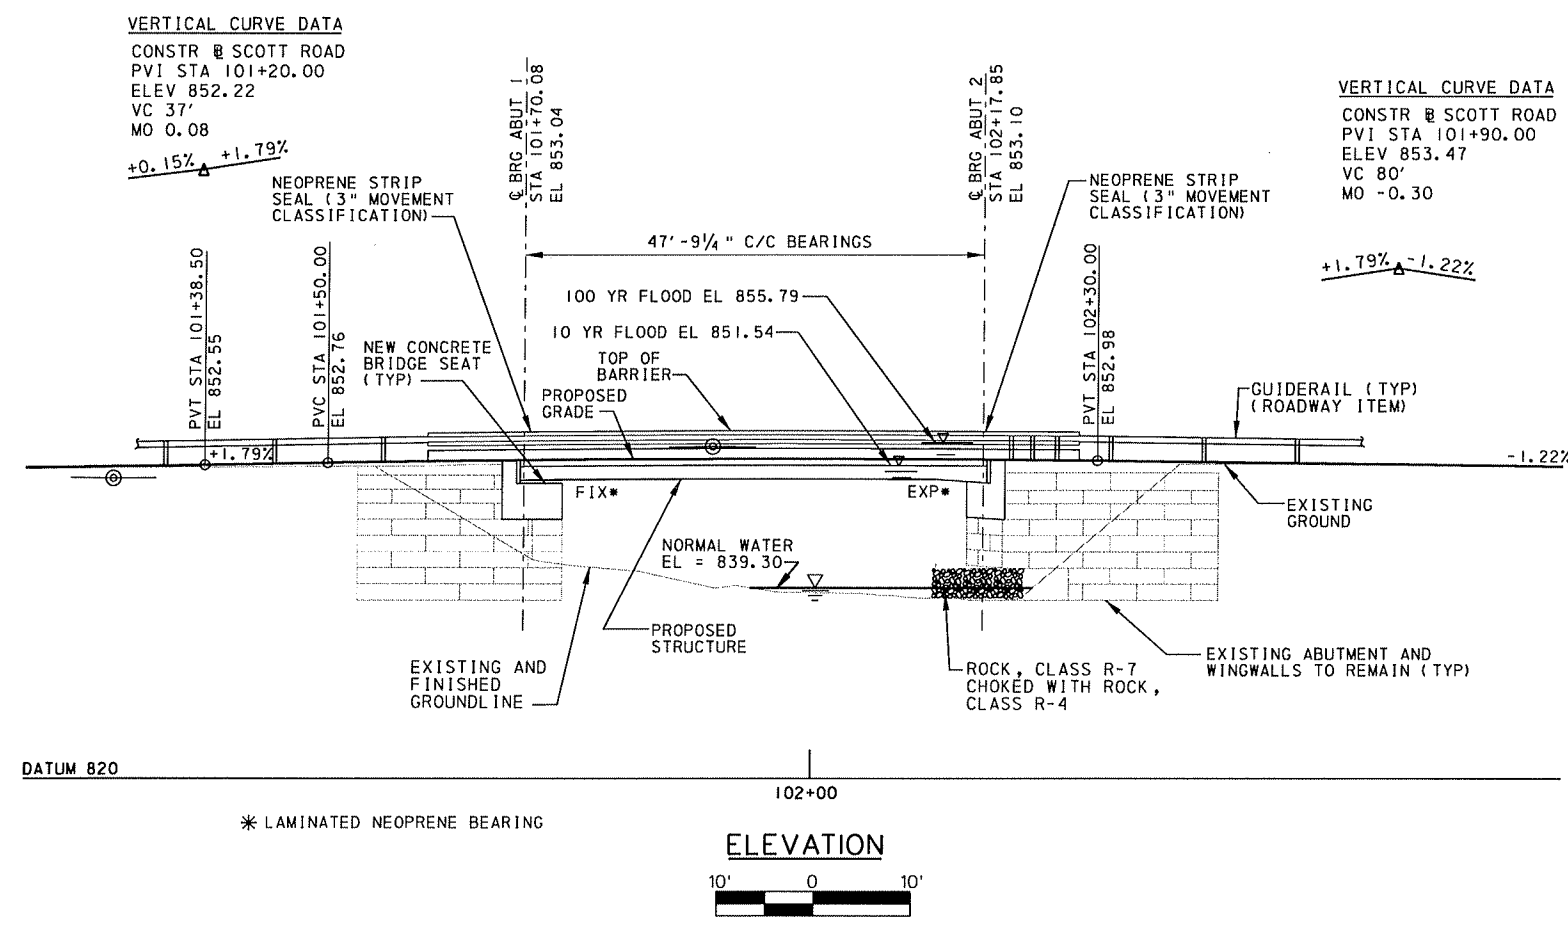 VERTICAL CURVE DATA
CONSTR ℄ SCOTT ROAD
PVI STA 101+20.00
ELEV 852.22
VC 37'
MO 0.08
+0.15%
+1.79%
℄ BRG ABUT 1
STA 101+70.08
EL 853.04
℄ BRG ABUT 2
STA 102+17.85
EL 853.10
VERTICAL CURVE DATA
CONSTR ℄ SCOTT ROAD
PVI STA 101+90.00
ELEV 853.47
VC 80'
MO -0.30
+1.79%
-1.22%
NEOPRENE STRIP
SEAL (3" MOVEMENT
CLASSIFICATION)
NEOPRENE STRIP
SEAL (3" MOVEMENT
CLASSIFICATION)
47'-9¼" C/C BEARINGS
PVT STA 101+38.50
EL 852.55
PVC STA 101+50.00
EL 852.76
100 YR FLOOD EL 855.79
10 YR FLOOD EL 851.54
PVT STA 102+30.00
EL 852.98
NEW CONCRETE
BRIDGE SEAT
(TYP)
TOP OF
BARRIER
PROPOSED
GRADE
GUIDERAIL (TYP)
(ROADWAY ITEM)
+1.79%
-1.22%
FIX*
EXP*
EXISTING
GROUND
NORMAL WATER
EL = 839.30
PROPOSED
STRUCTURE
EXISTING AND
FINISHED
GROUNDLINE
ROCK, CLASS R-7
CHOKED WITH ROCK,
CLASS R-4
EXISTING ABUTMENT AND
WINGWALLS TO REMAIN (TYP)
DATUM 820
102+00
* LAMINATED NEOPRENE BEARING
ELEVATION
10' 0 10'